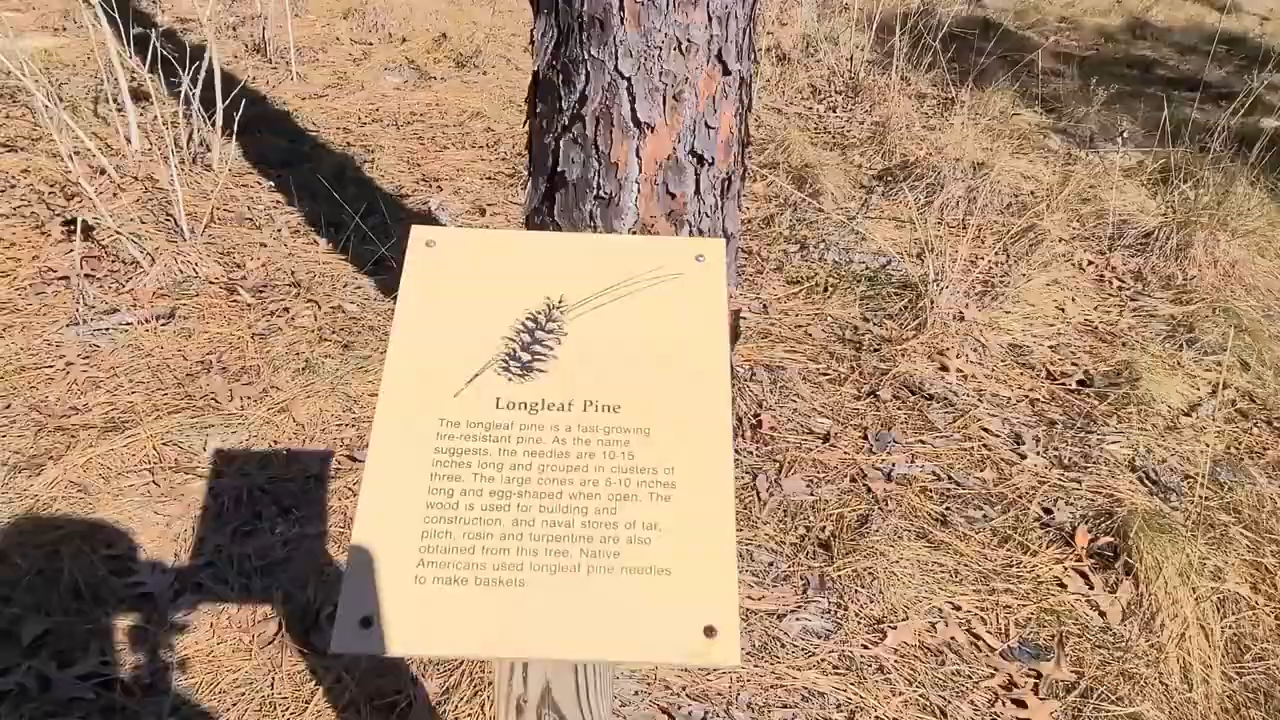 Longleaf Pine
The longleaf pine is a fast-growing
fire-resistant pine. As the name
suggests, the needles are 10-15
inches long and grouped in clusters of
three. The large cones are 6-10 inches
long and egg-shaped when open. The
wood is used for building and
construction, and naval stores of tar,
pitch, rosin and turpentine are also
obtained from this tree. Native
Americans used longleaf pine needles
to make baskets.